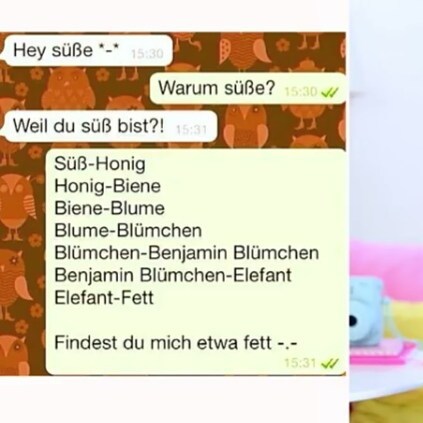 Hey süße *-* 15:30
Warum süße? 15:30
Weil du süß bist?! 15:31
Süß-Honig
Honig-Biene
Biene-Blume
Blume-Blümchen
Blümchen-Benjamin Blümchen
Benjamin Blümchen-Elefant
Elefant-Fett
Findest du mich etwa fett -.-
15:31